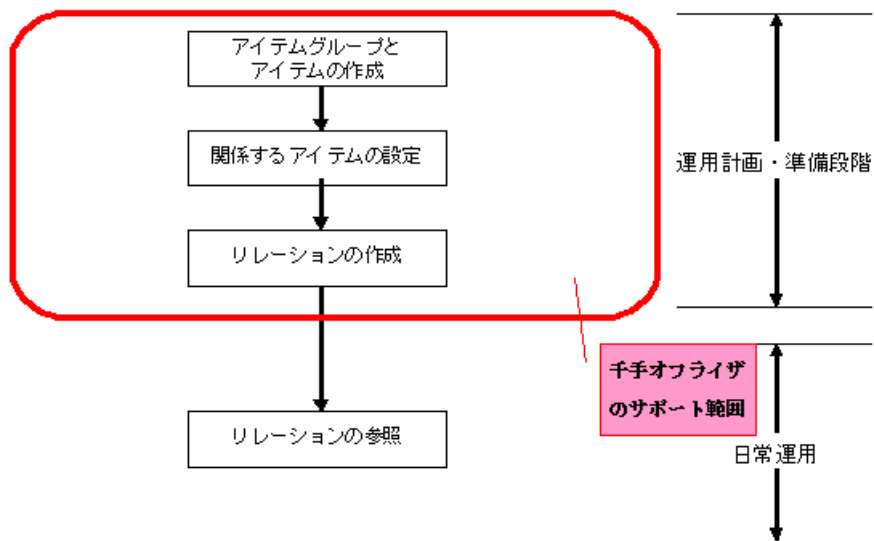 アイテムグループと
アイテムの作成
関係するアイテムの設定
運用計画・準備段階
リレーションの作成
千手オフライザ
のサポート範囲
リレーションの参照
日常運用